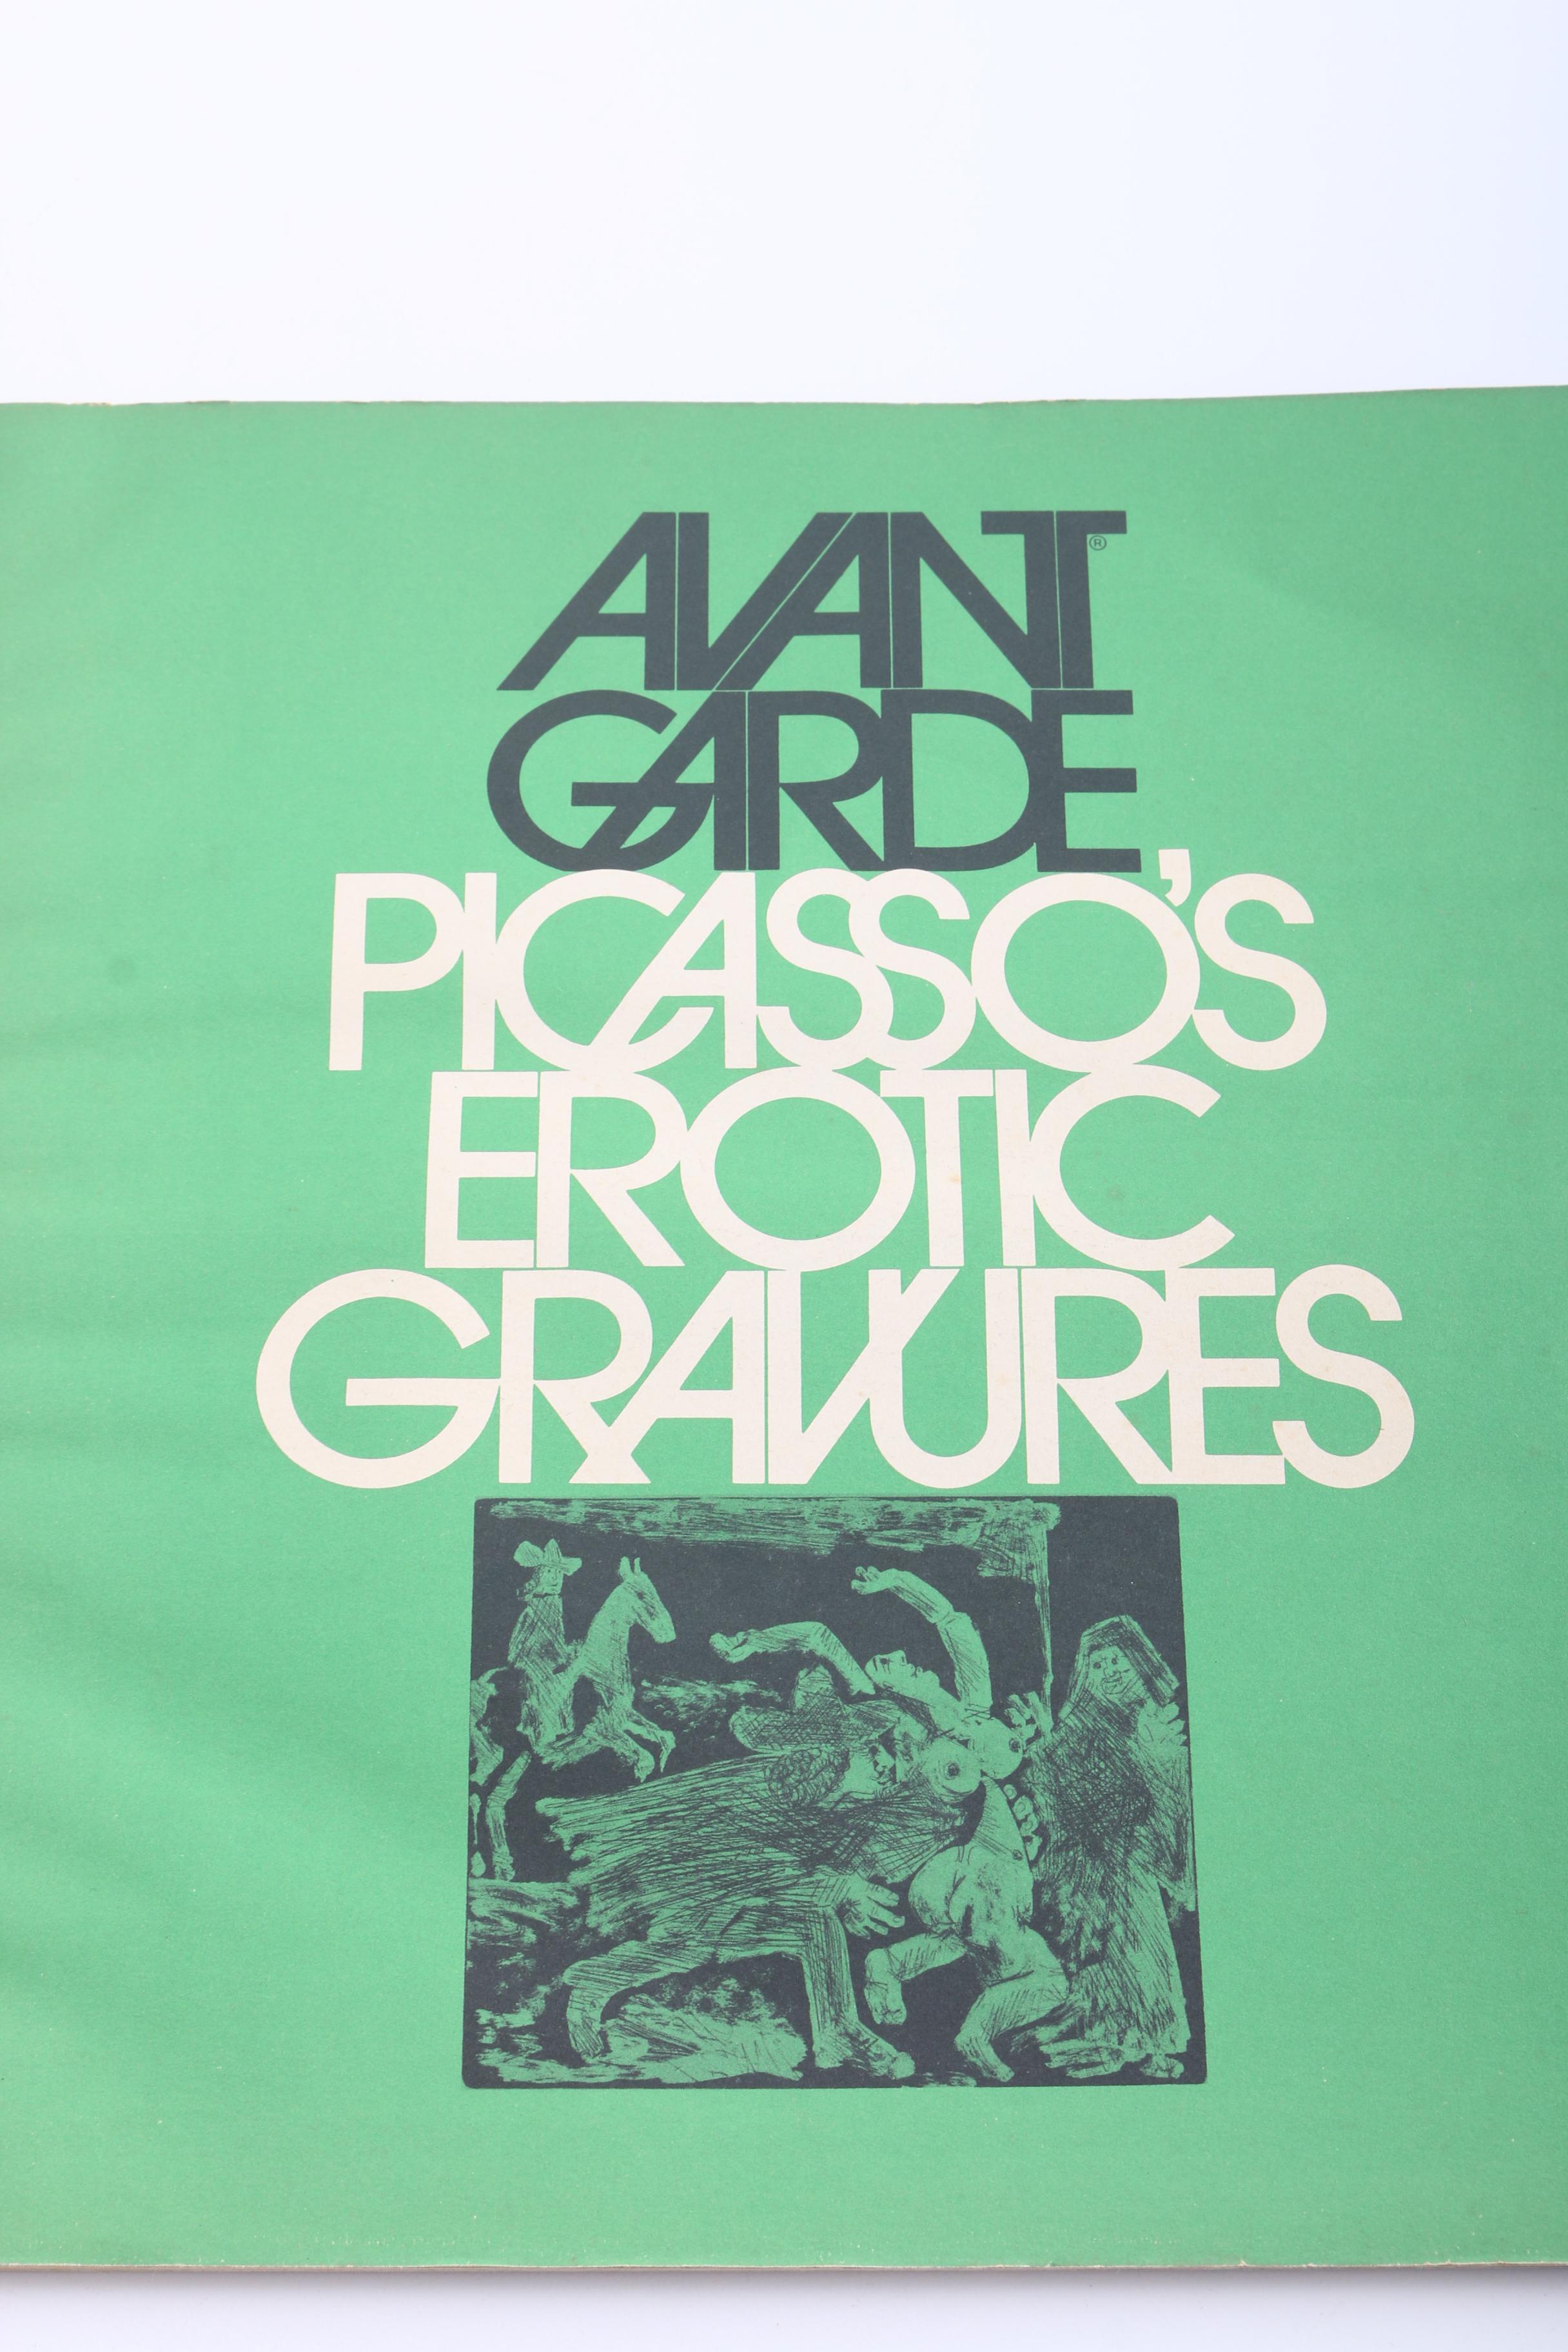 AVANT®
GARDE
PICASSO'S
EROTIC
GRAVURES